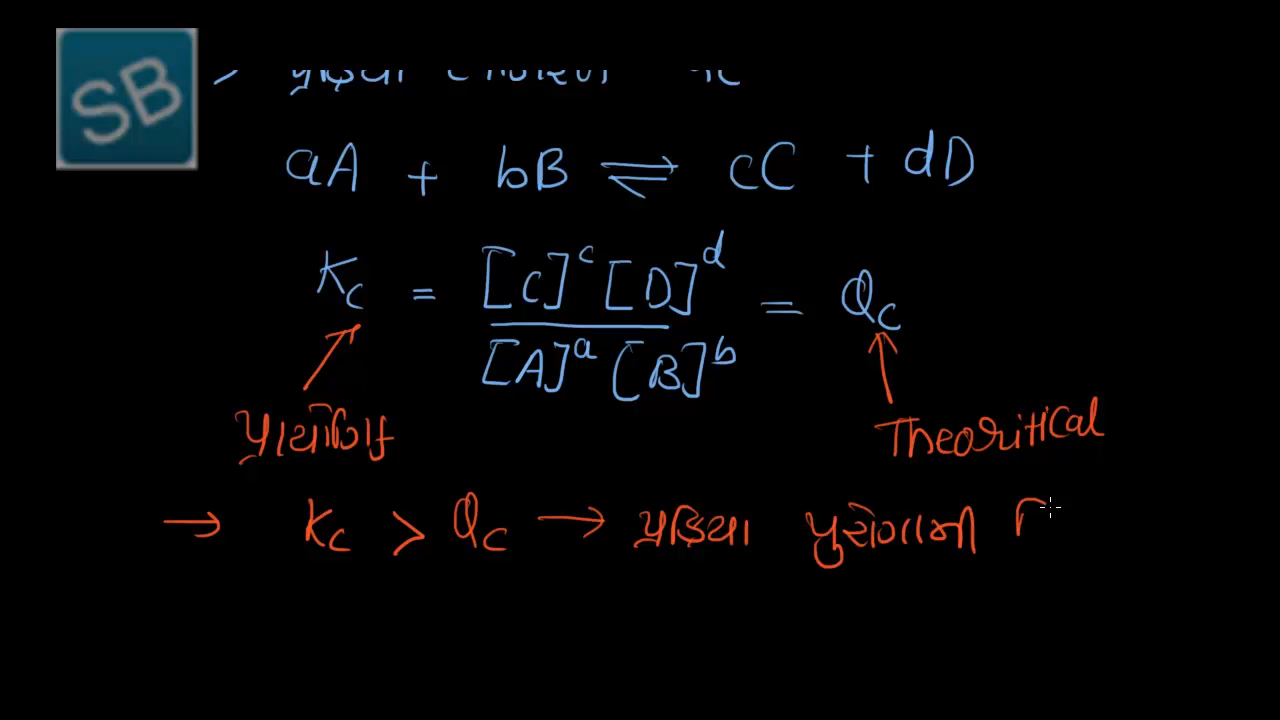 SB
aA + bB ⇌ cC + dD
Kc = [C]^c [D]^d / [A]^a [B]^b = Qc
પ્રાયોગિક Theoritical
→ Kc > Qc → પ્રક્રિયા પુરોગામી